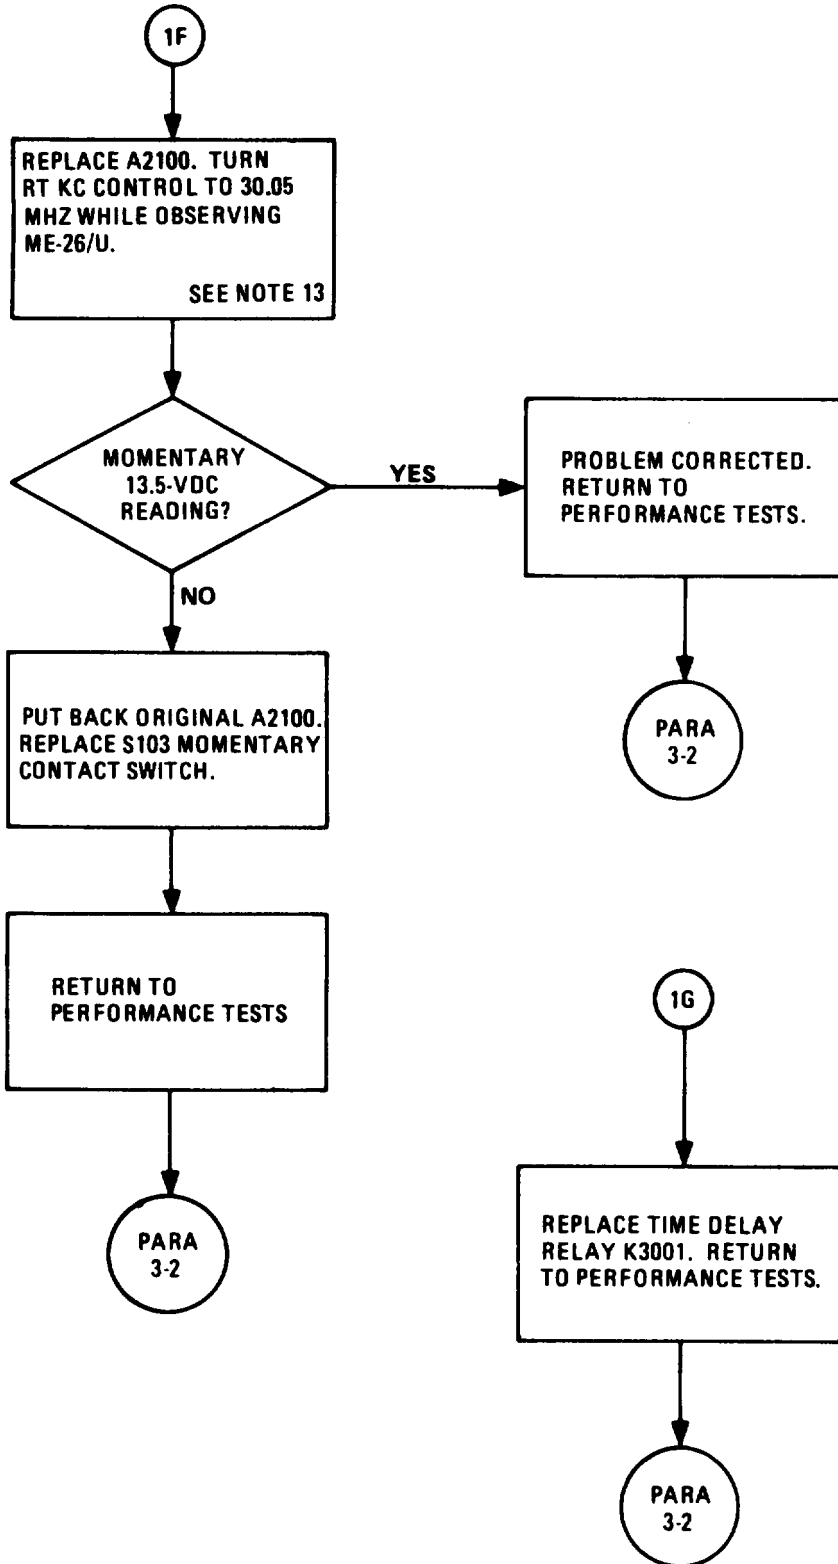 1F
REPLACE A2100. TURN
RT KC CONTROL TO 30.05
MHZ WHILE OBSERVING
ME-26/U.
SEE NOTE 13
MOMENTARY
13.5-VDC
READING?
YES
PROBLEM CORRECTED.
RETURN TO
PERFORMANCE TESTS.
PARA
3-2
NO
PUT BACK ORIGINAL A2100.
REPLACE S103 MOMENTARY
CONTACT SWITCH.
RETURN TO
PERFORMANCE TESTS
PARA
3-2
1G
REPLACE TIME DELAY
RELAY K3001. RETURN
TO PERFORMANCE TESTS.
PARA
3-2